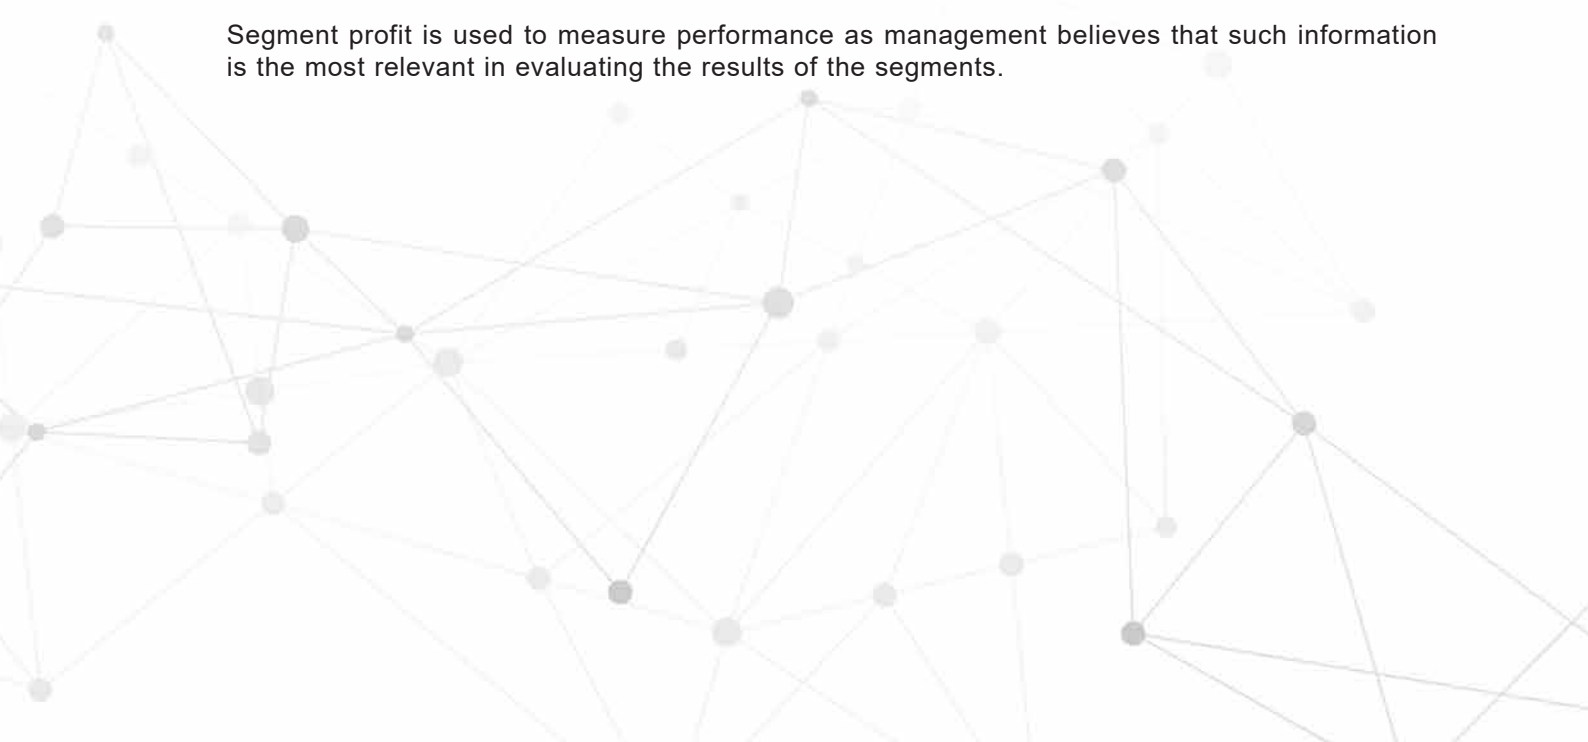 Segment profit is used to measure performance as management believes that such information
is the most relevant in evaluating the results of the segments.